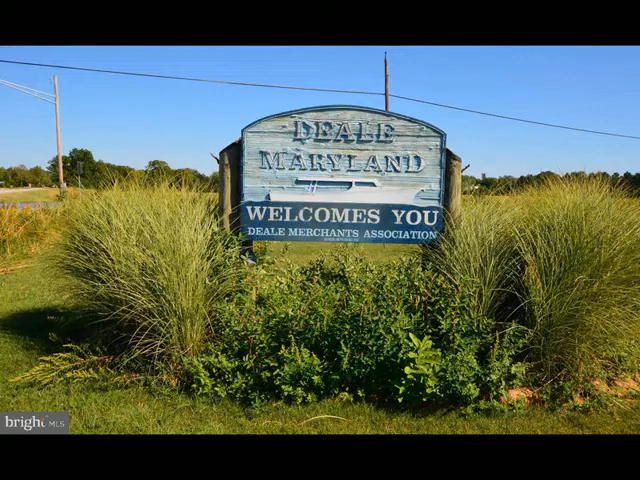 DEALE
MARYLAND
WELCOMES YOU
DEALE MERCHANTS ASSOCIATION
bright MLS